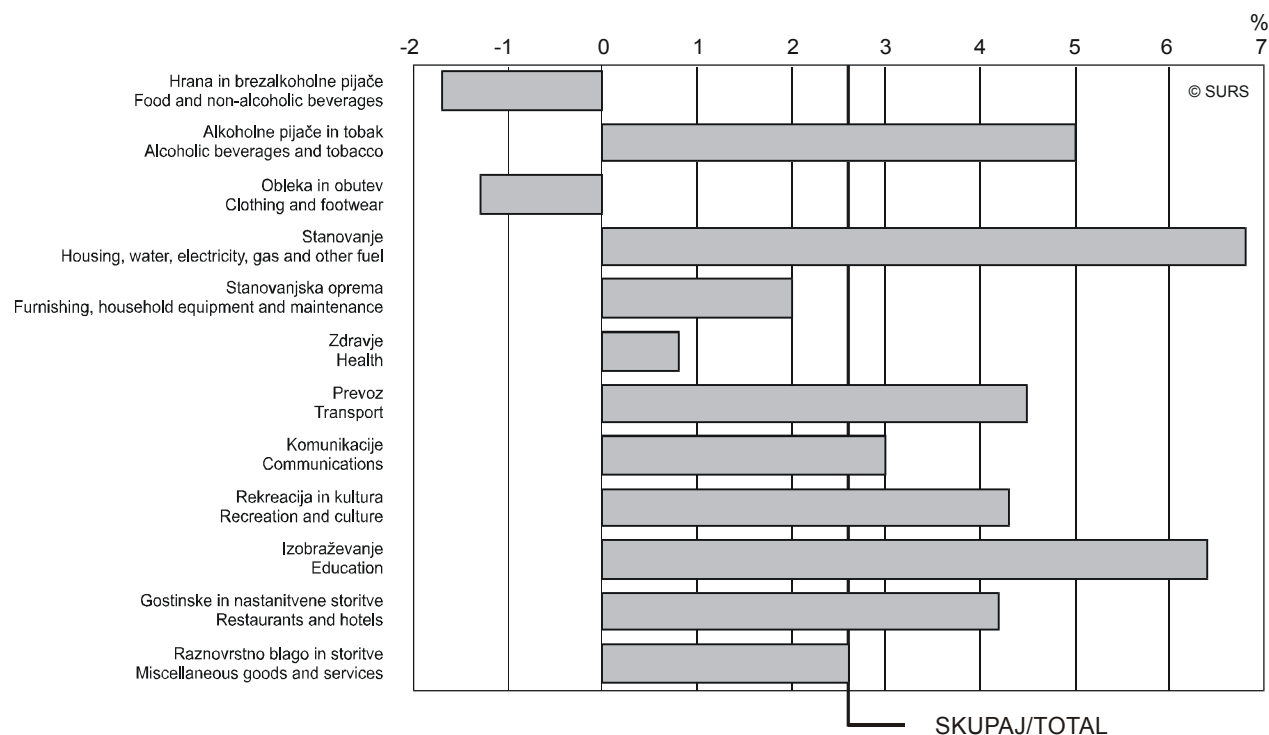 %
-2 -1 0 1 2 3 4 5 6 7
© SURS
Hrana in brezalkoholne pijače
Food and non-alcoholic beverages
Alkoholne pijače in tobak
Alcoholic beverages and tobacco
Obleka in obutev
Clothing and footwear
Stanovanje
Housing, water, electricity, gas and other fuel
Stanovanjska oprema
Furnishing, household equipment and maintenance
Zdravje
Health
Prevoz
Transport
Komunikacije
Communications
Rekreacija in kultura
Recreation and culture
Izobraževanje
Education
Gostinske in nastanitvene storitve
Restaurants and hotels
Raznovrstno blago in storitve
Miscellaneous goods and services
SKUPAJ/TOTAL